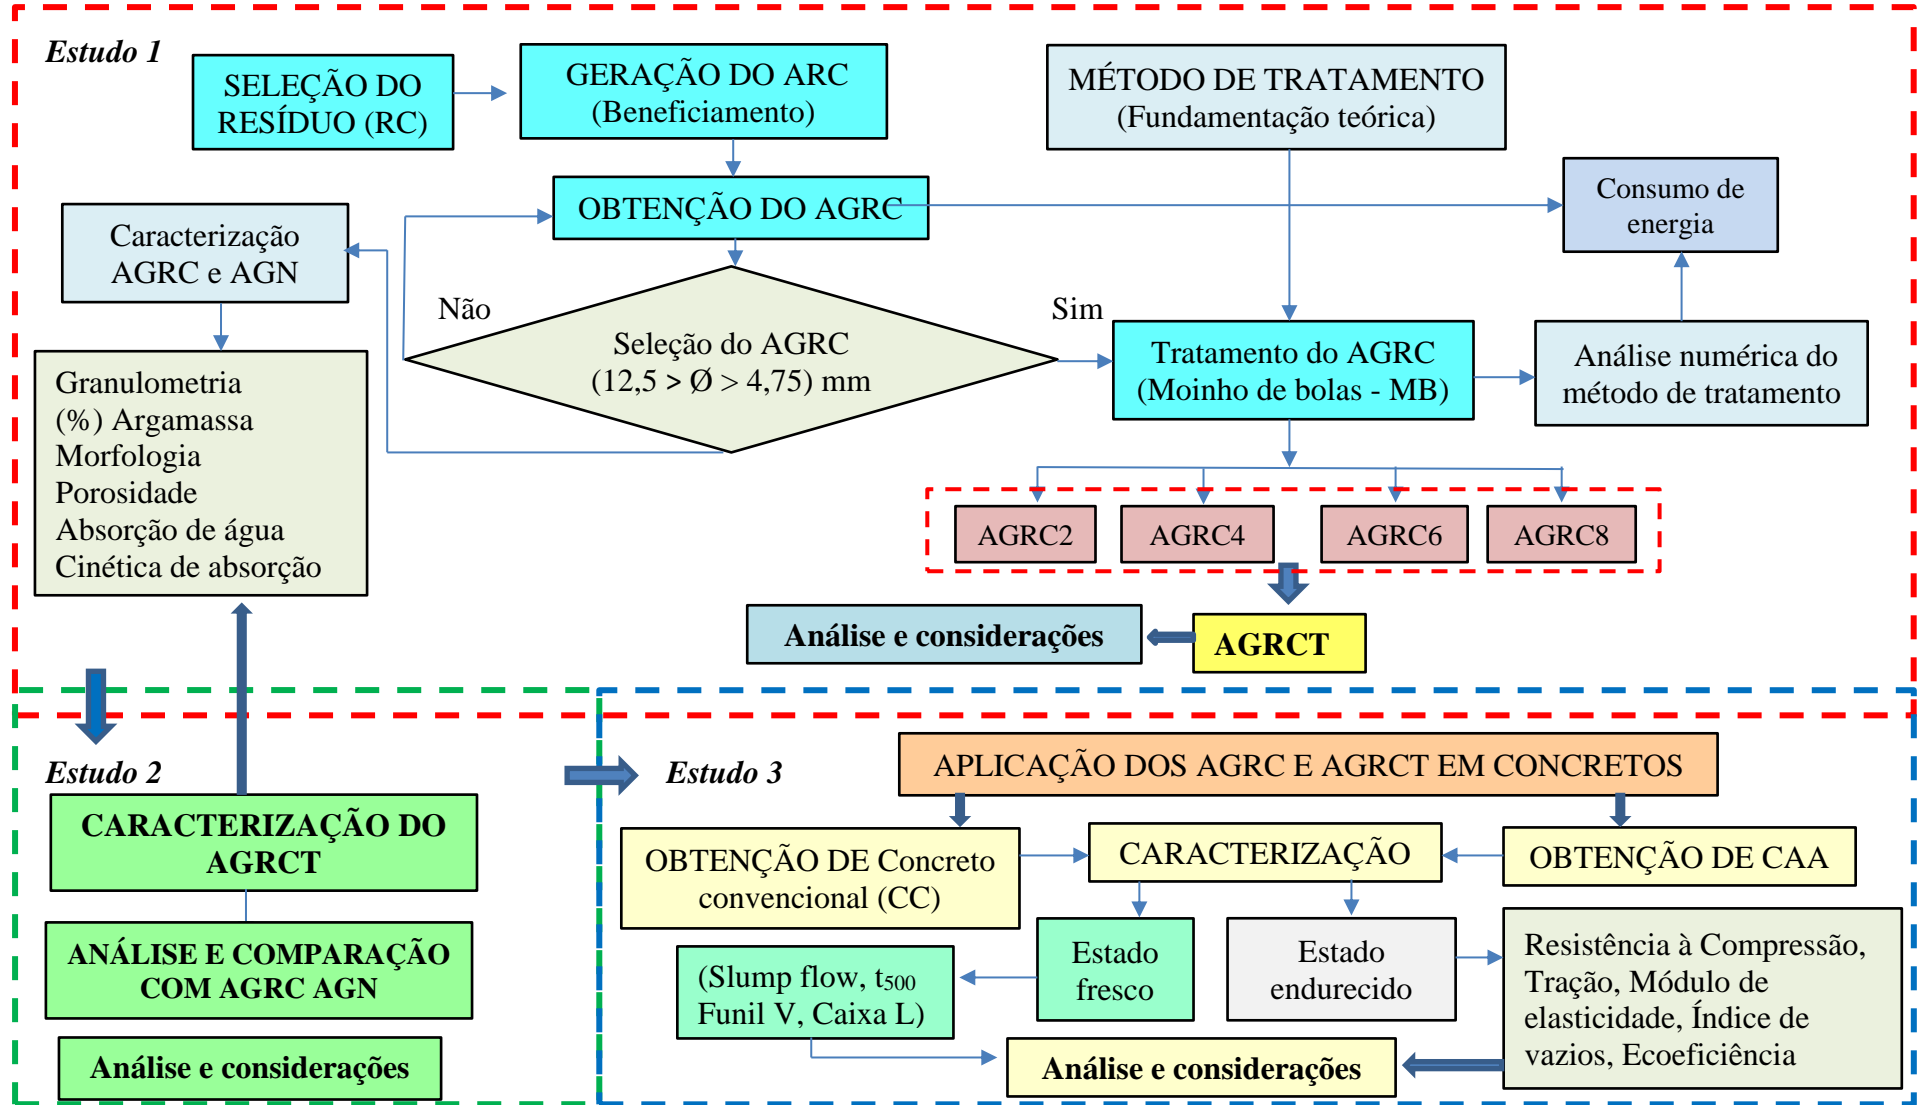 Estudo 1
SELEÇÃO DO
RESÍDUO (RC)
GERAÇÃO DO ARC
(Beneficiamento)
MÉTODO DE TRATAMENTO
(Fundamentação teórica)
OBTENÇÃO DO AGRC
Consumo de
energia
Caracterização
AGRC e AGN
Não
Sim
Seleção do AGRC
(12,5 > Ø > 4,75) mm
Tratamento do AGRC
(Moinho de bolas - MB)
Análise numérica do
método de tratamento
Granulometria
(%) Argamassa
Morfologia
Porosidade
Absorção de água
Cinética de absorção
AGRC2
AGRC4
AGRC6
AGRC8
Análise e considerações
AGRCT
Estudo 2
CARACTERIZAÇÃO DO
AGRCT
ANÁLISE E COMPARAÇÃO
COM AGRC AGN
Análise e considerações
Estudo 3
APLICAÇÃO DOS AGRC E AGRCT EM CONCRETOS
OBTENÇÃO DE Concreto
convencional (CC)
CARACTERIZAÇÃO
OBTENÇÃO DE CAA
Estado
fresco
Estado
endurecido
(Slump flow, t500
Funil V, Caixa L)
Resistência à Compressão,
Tração, Módulo de
elasticidade, Índice de
vazios, Ecoeficiência
Análise e considerações